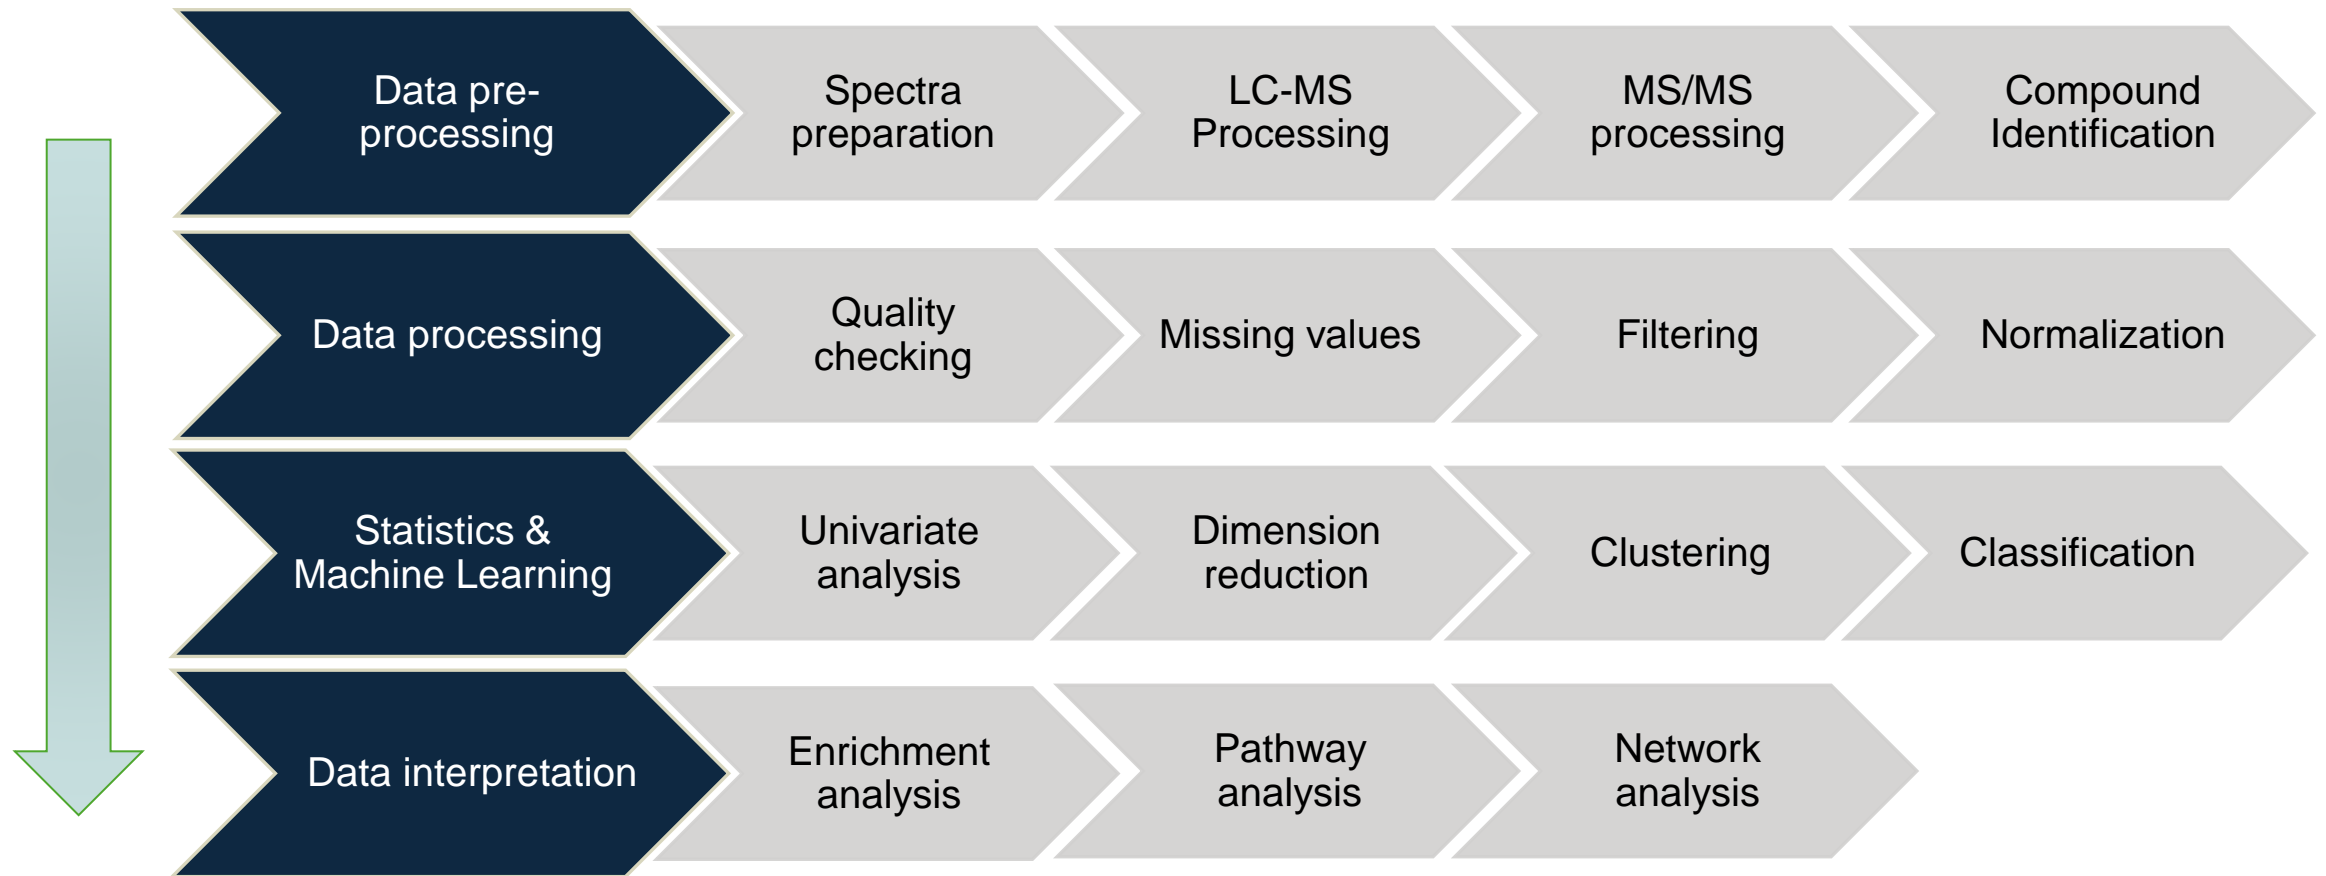 Data pre-
processing
Spectra
preparation
LC-MS
Processing
MS/MS
processing
Compound
Identification
Data processing
Quality
checking
Missing values
Filtering
Normalization
Statistics &
Machine Learning
Univariate
analysis
Dimension
reduction
Clustering
Classification
Data interpretation
Enrichment
analysis
Pathway
analysis
Network
analysis